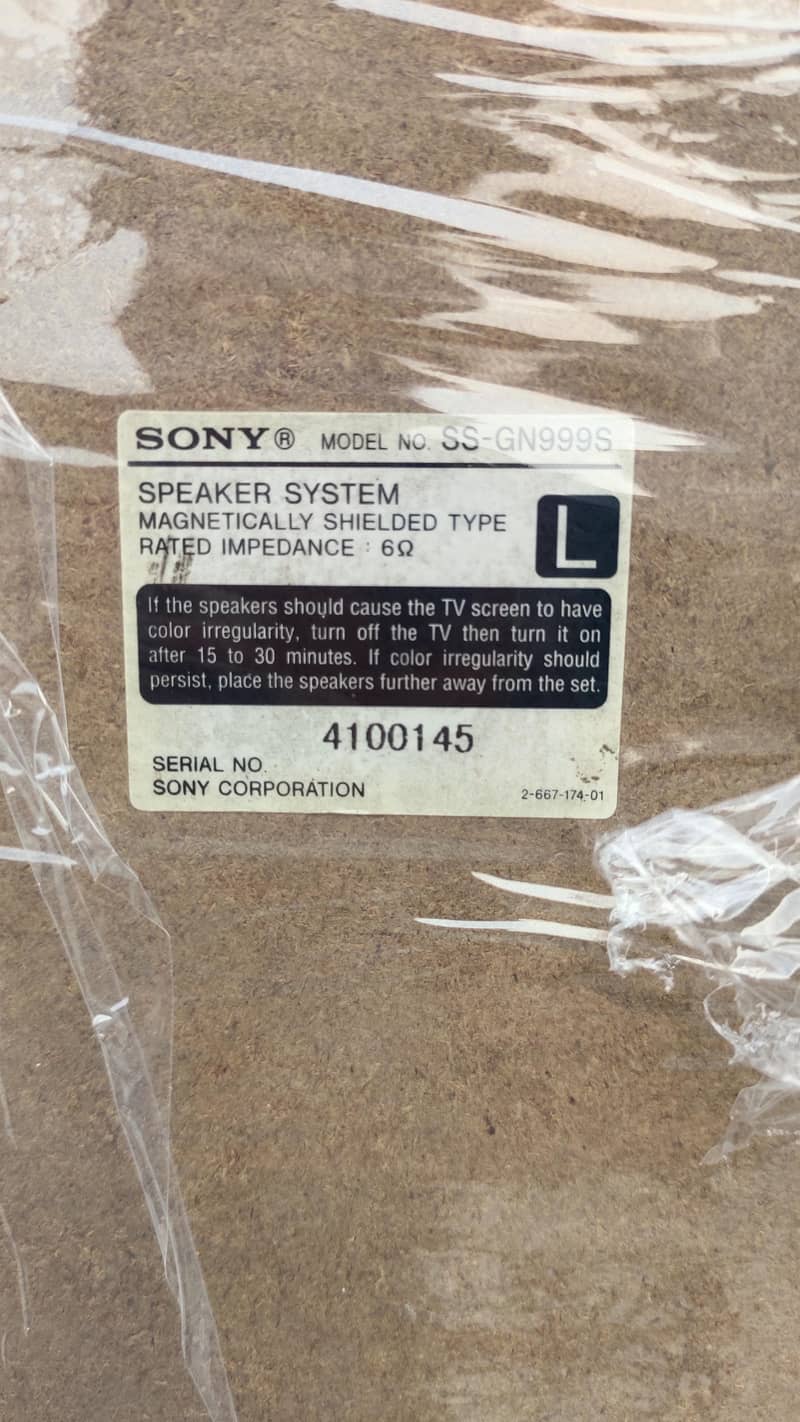 SONY® MODEL NO. SS-GN999S
SPEAKER SYSTEM
MAGNETICALLY SHIELDED TYPE
RATED IMPEDANCE : 6Ω
L
If the speakers should cause the TV screen to have
color irregularity, turn off the TV then turn it on
after 15 to 30 minutes. If color irregularity should
persist, place the speakers further away from the set.
4100145
SERIAL NO.
SONY CORPORATION
2-667-174-01